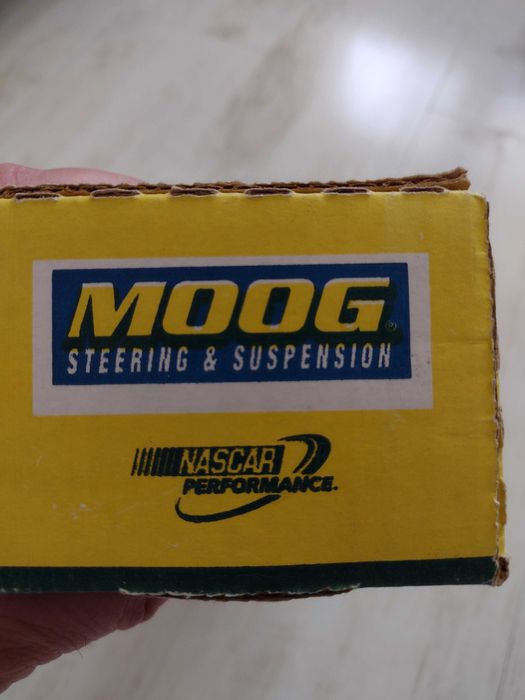 MOOG®
STEERING & SUSPENSION
NASCAR
PERFORMANCE.